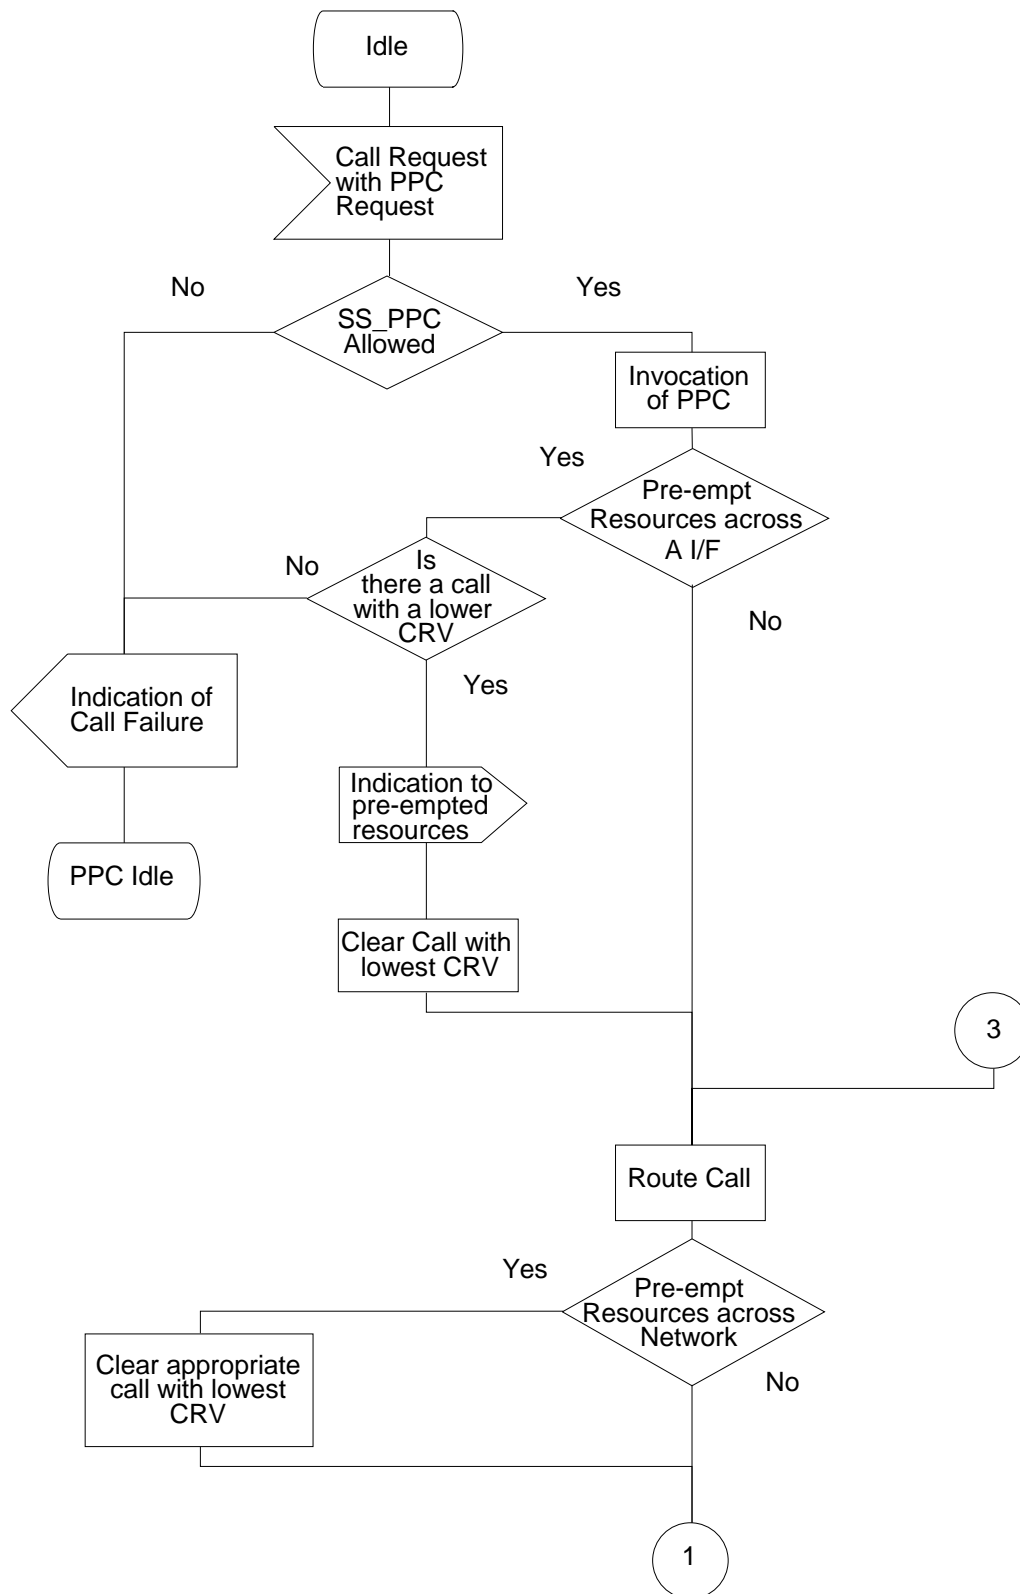 Idle
Call Request
with PPC
Request
No
Yes
SS_PPC
Allowed
Invocation
of PPC
Yes
Pre-empt
Resources across
A I/F
No
Is
there a call
with a lower
CRV
No
Yes
Indication of
Call Failure
Indication to
pre-empted
resources
PPC Idle
Clear Call with
lowest CRV
3
Route Call
Yes
Pre-empt
Resources across
Network
Clear appropriate
call with lowest
CRV
No
1